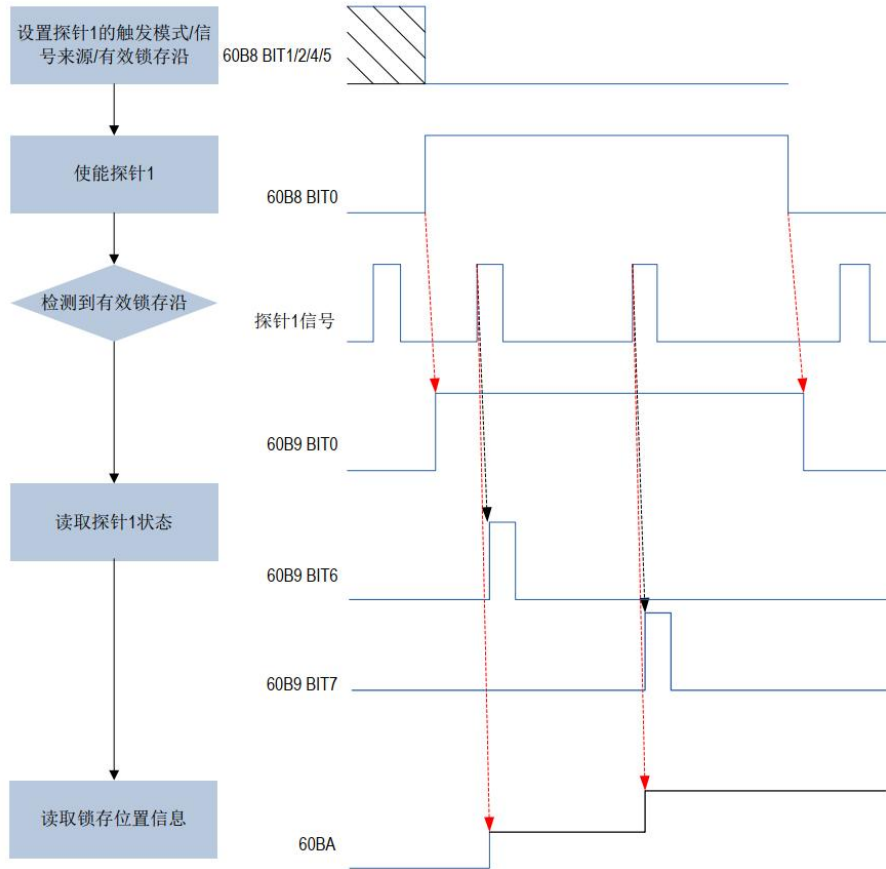 设置探针1的触发模式/信
号来源/有效锁存沿
60B8 BIT1/2/4/5
使能探针1
60B8 BIT0
检测到有效锁存沿
探针1信号
60B9 BIT0
读取探针1状态
60B9 BIT6
60B9 BIT7
读取锁存位置信息
60BA